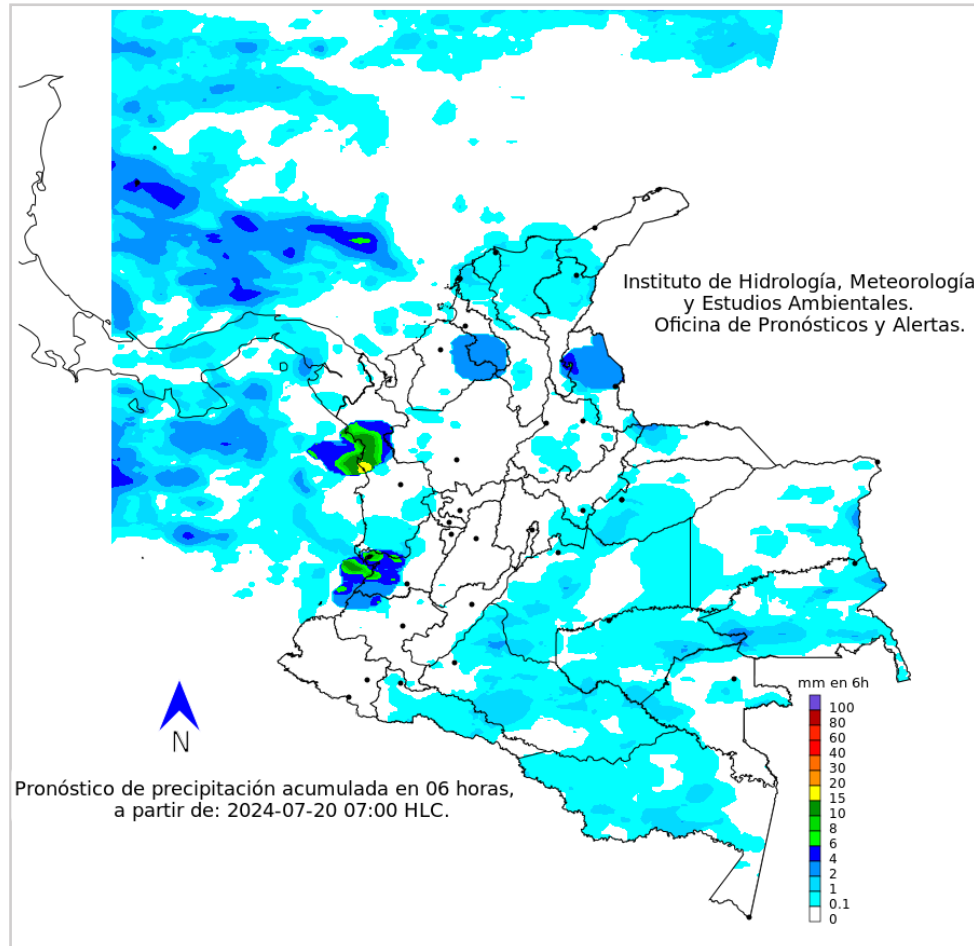 Instituto de Hidrología, Meteorología
y Estudios Ambientales.
Oficina de Pronósticos y Alertas.
mm en 6h
100
80
60
40
30
20
15
10
8
6
4
2
1
0.1
0
N
Pronóstico de precipitación acumulada en 06 horas,
a partir de: 2024-07-20 07:00 HLC.